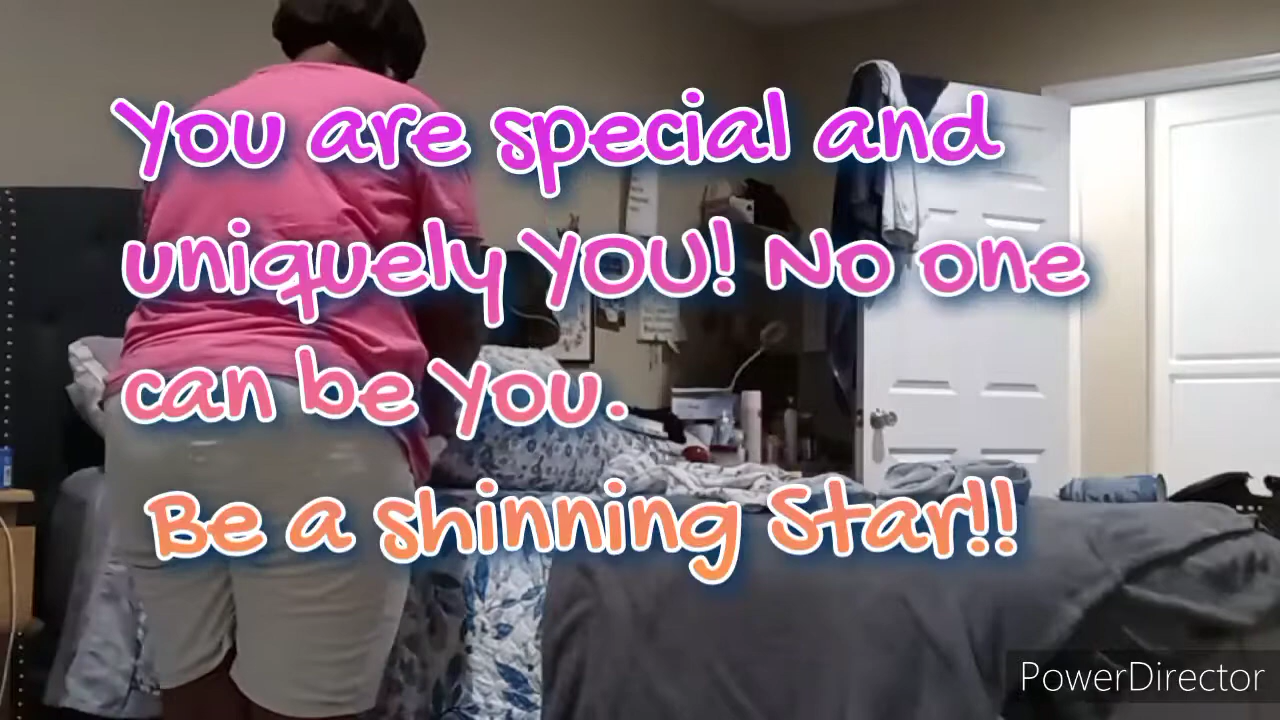 You are special and
uniquely YOU! No one
can be You.
Be a shinning Star!!
PowerDirector